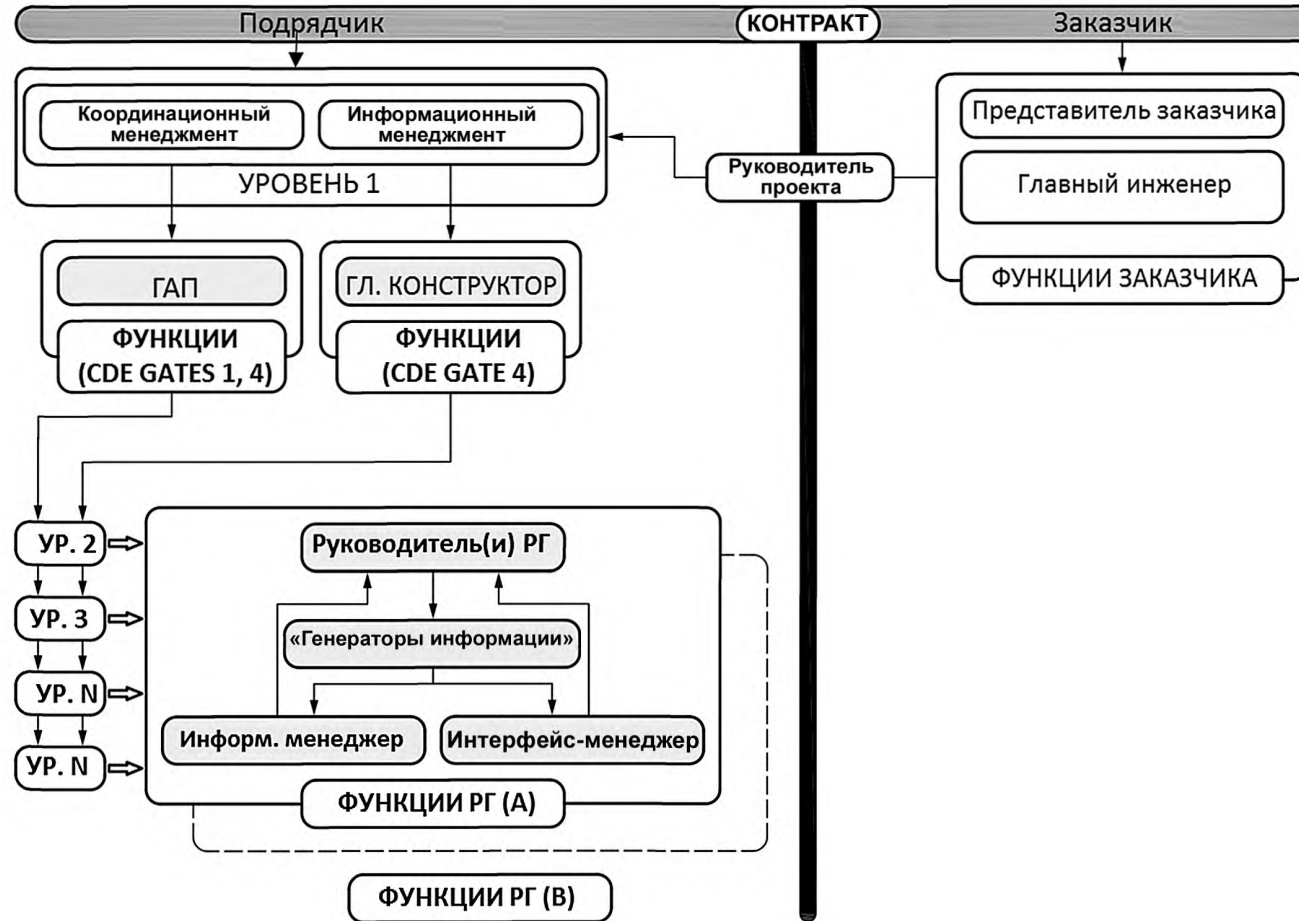 Подрядчик
КОНТРАКТ
Заказчик
Координационный
менеджмент
Информационный
менеджмент
УРОВЕНЬ 1
Руководитель
проекта
Представитель заказчика
Главный инженер
ФУНКЦИИ ЗАКАЗЧИКА
ГАП
ФУНКЦИИ
(CDE GATES 1, 4)
ГЛ. КОНСТРУКТОР
ФУНКЦИИ
(CDE GATE 4)
УР. 2
УР. 3
УР. N
УР. N
Руководитель(и) РГ
«Генераторы информации»
Информ. менеджер
Интерфейс-менеджер
ФУНКЦИИ РГ (А)
ФУНКЦИИ РГ (В)